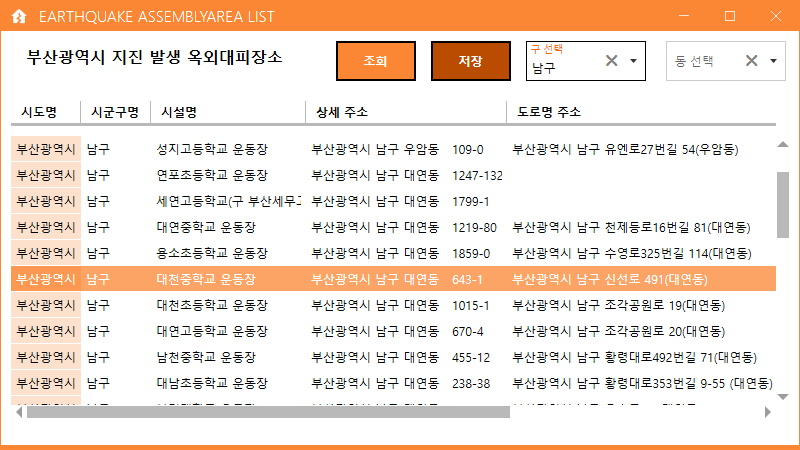 EARTHQUAKE ASSEMBLYAREA LIST
부산광역시 지진 발생 옥외대피장소
조회
저장
구 선택
남구
동 선택
시도명 시군구명 시설명 상세 주소 도로명 주소
부산광역시 남구 성지고등학교 운동장 부산광역시 남구 우암동 109-0 부산광역시 남구 유엔로27번길 54(우암동)
부산광역시 남구 연포초등학교 운동장 부산광역시 남구 대연동 1247-132
부산광역시 남구 세연고등학교(구 부산세무고 부산광역시 남구 대연동 1799-1
부산광역시 남구 대연중학교 운동장 부산광역시 남구 대연동 1219-80 부산광역시 남구 천제등로16번길 81(대연동)
부산광역시 남구 용소초등학교 운동장 부산광역시 남구 대연동 1859-0 부산광역시 남구 수영로325번길 114(대연동)
부산광역시 남구 대천중학교 운동장 부산광역시 남구 대연동 643-1 부산광역시 남구 신선로 491(대연동)
부산광역시 남구 대천초등학교 운동장 부산광역시 남구 대연동 1015-1 부산광역시 남구 조각공원로 19(대연동)
부산광역시 남구 대연고등학교 운동장 부산광역시 남구 대연동 670-4 부산광역시 남구 조각공원로 20(대연동)
부산광역시 남구 남천중학교 운동장 부산광역시 남구 대연동 455-12 부산광역시 남구 황령대로492번길 71(대연동)
부산광역시 남구 대남초등학교 운동장 부산광역시 남구 대연동 238-38 부산광역시 남구 황령대로353번길 9-55 (대연동)